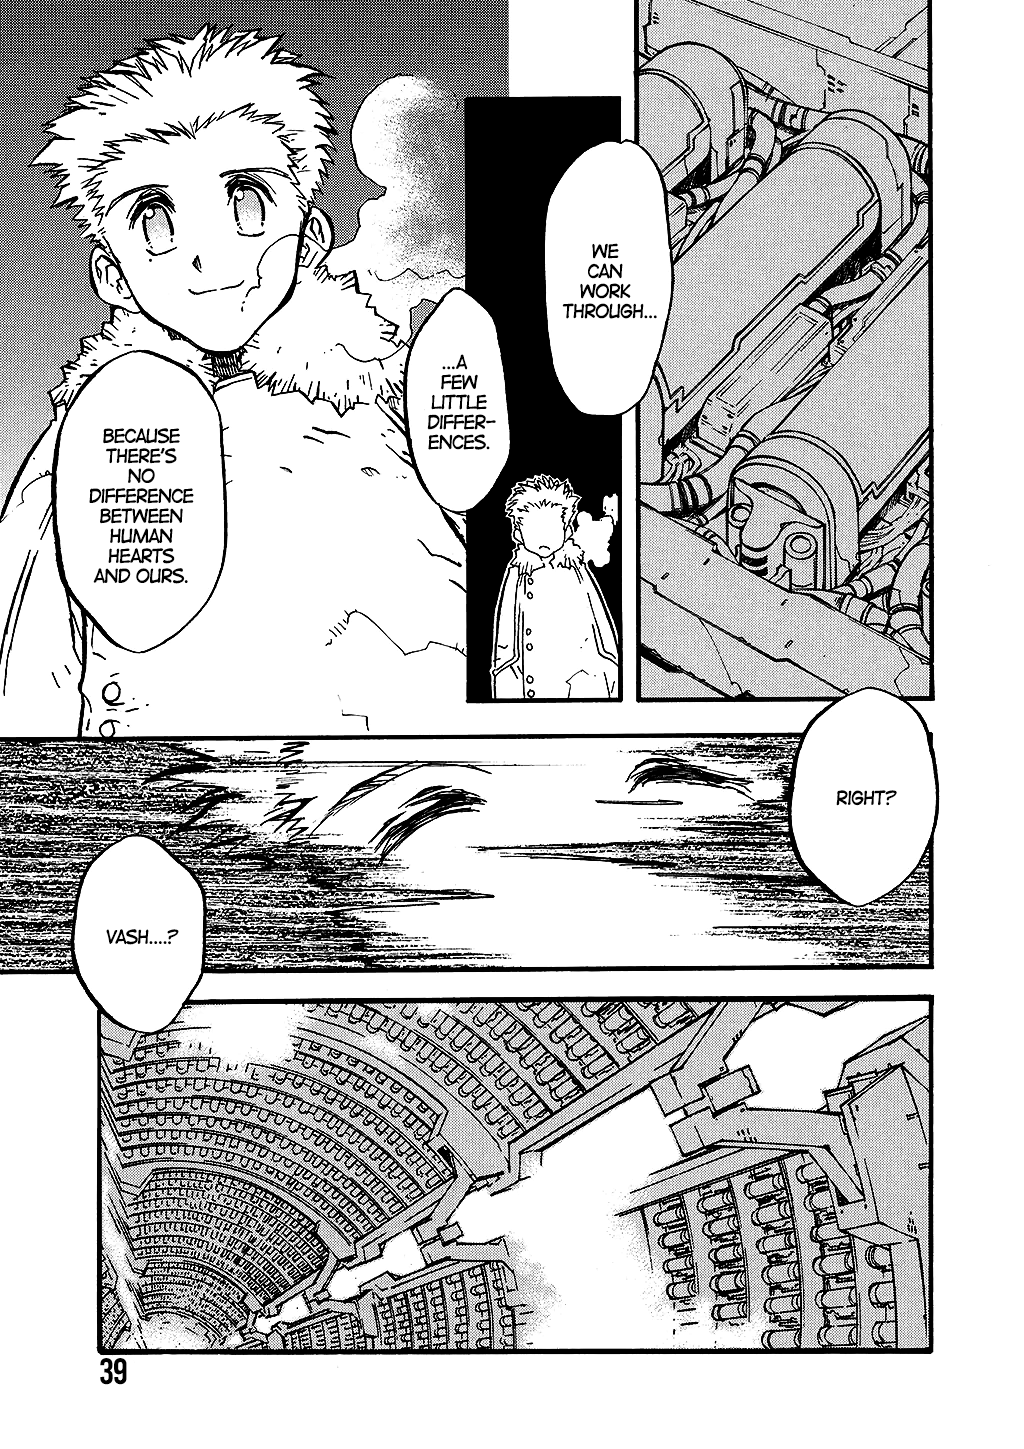 WE
CAN
WORK
THROUGH...
...A
FEW
LITTLE
DIFFER-
ENCES.
BECAUSE
THERE'S
NO
DIFFERENCE
BETWEEN
HUMAN
HEARTS
AND OURS.
RIGHT?
VASH....?
39